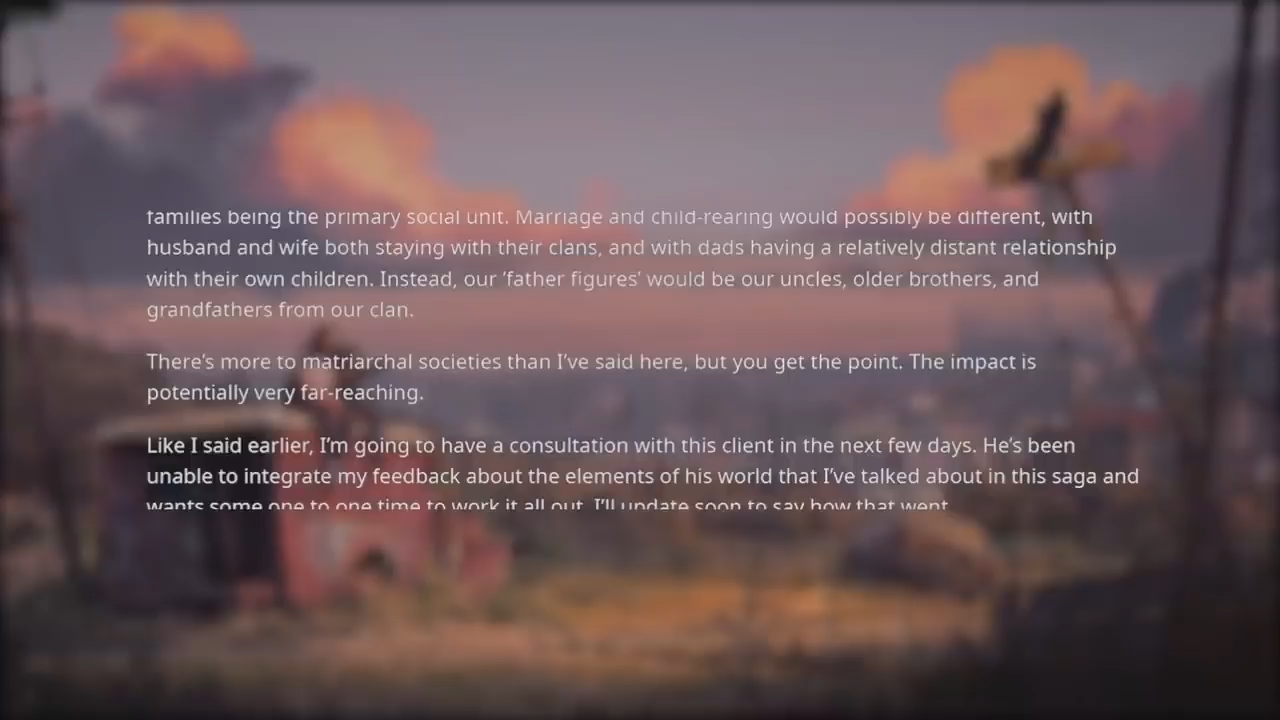 families being the primary social unit. Marriage and child-rearing would possibly be different, with
husband and wife both staying with their clans, and with dads having a relatively distant relationship
with their own children. Instead, our ‘father figures’ would be our uncles, older brothers, and
grandfathers from our clan.
There’s more to matriarchal societies than I’ve said here, but you get the point. The impact is
potentially very far-reaching.
Like I said earlier, I’m going to have a consultation with this client in the next few days. He’s been
unable to integrate my feedback about the elements of his world that I’ve talked about in this saga and
wants some one to one time to work it all out. I’ll update soon to say how that went.